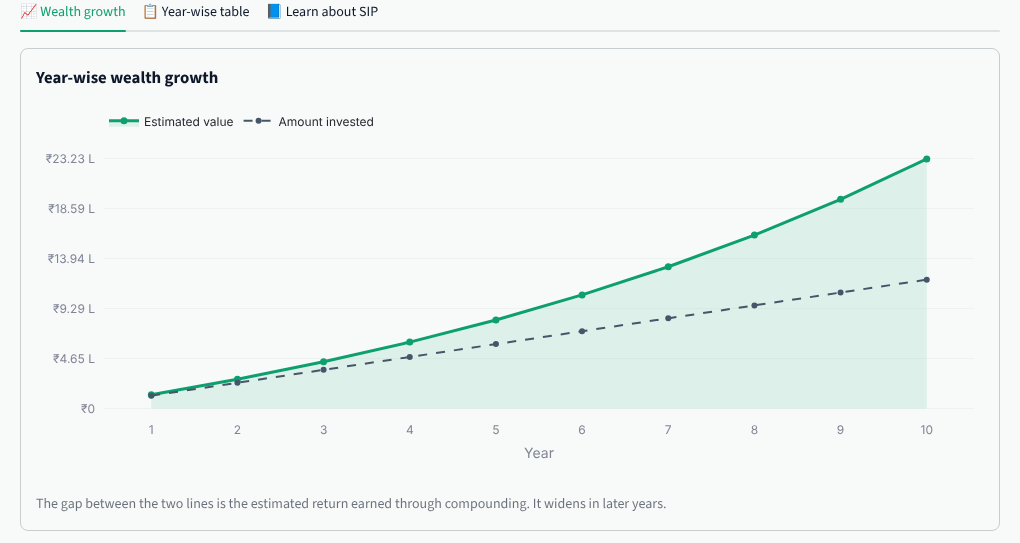 📈 Wealth growth 📋 Year-wise table 📘 Learn about SIP
Year-wise wealth growth
Estimated value Amount invested
₹23.23 L
₹18.59 L
₹13.94 L
₹9.29 L
₹4.65 L
₹0
1 2 3 4 5 6 7 8 9 10
Year
The gap between the two lines is the estimated return earned through compounding. It widens in later years.